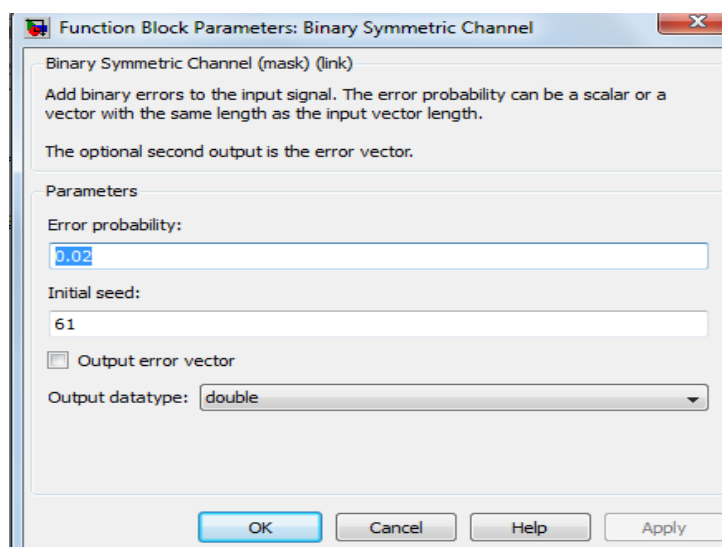 Function Block Parameters: Binary Symmetric Channel
Binary Symmetric Channel (mask) (link)
Add binary errors to the input signal. The error probability can be a scalar or a
vector with the same length as the input vector length.
The optional second output is the error vector.
Parameters
Error probability:
0.02
Initial seed:
61
Output error vector
Output datatype: double
OK Cancel Help Apply